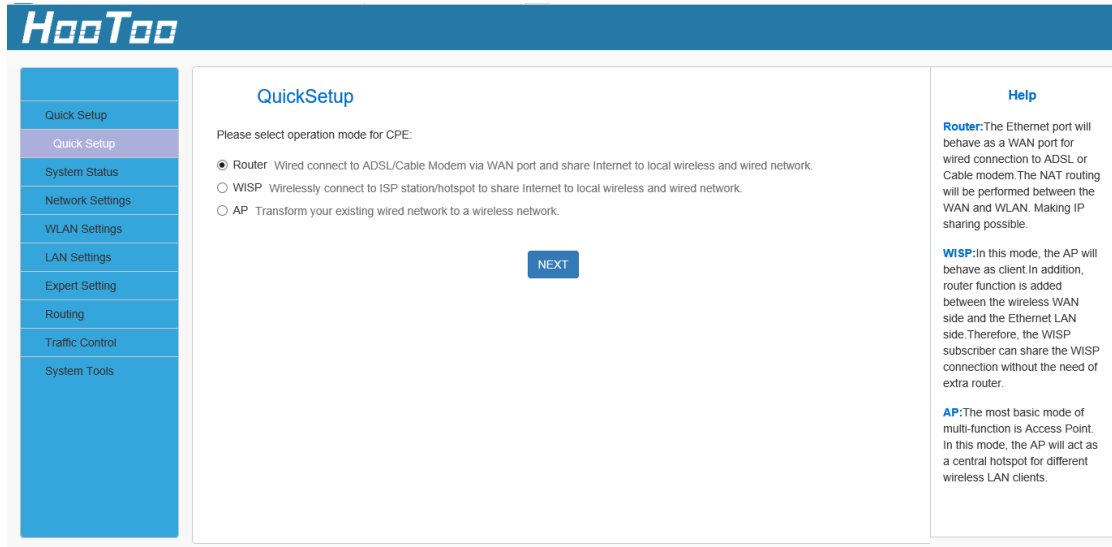 HooToo
Quick Setup
Quick Setup
System Status
Network Settings
WLAN Settings
LAN Settings
Expert Setting
Routing
Traffic Control
System Tools
QuickSetup
Please select operation mode for CPE:
Router Wired connect to ADSL/Cable Modem via WAN port and share Internet to local wireless and wired network.
WISP Wirelessly connect to ISP station/hotspot to share Internet to local wireless and wired network.
AP Transform your existing wired network to a wireless network.
NEXT
Help
Router:The Ethernet port will
behave as a WAN port for
wired connection to ADSL or
Cable modem.The NAT routing
will be performed between the
WAN and WLAN. Making IP
sharing possible.
WISP:In this mode, the AP will
behave as client.In addition,
router function is added
between the wireless WAN
side and the Ethernet LAN
side.Therefore, the WISP
subscriber can share the WISP
connection without the need of
extra router.
AP:The most basic mode of
multi-function is Access Point.
In this mode, the AP will act as
a central hotspot for different
wireless LAN clients.